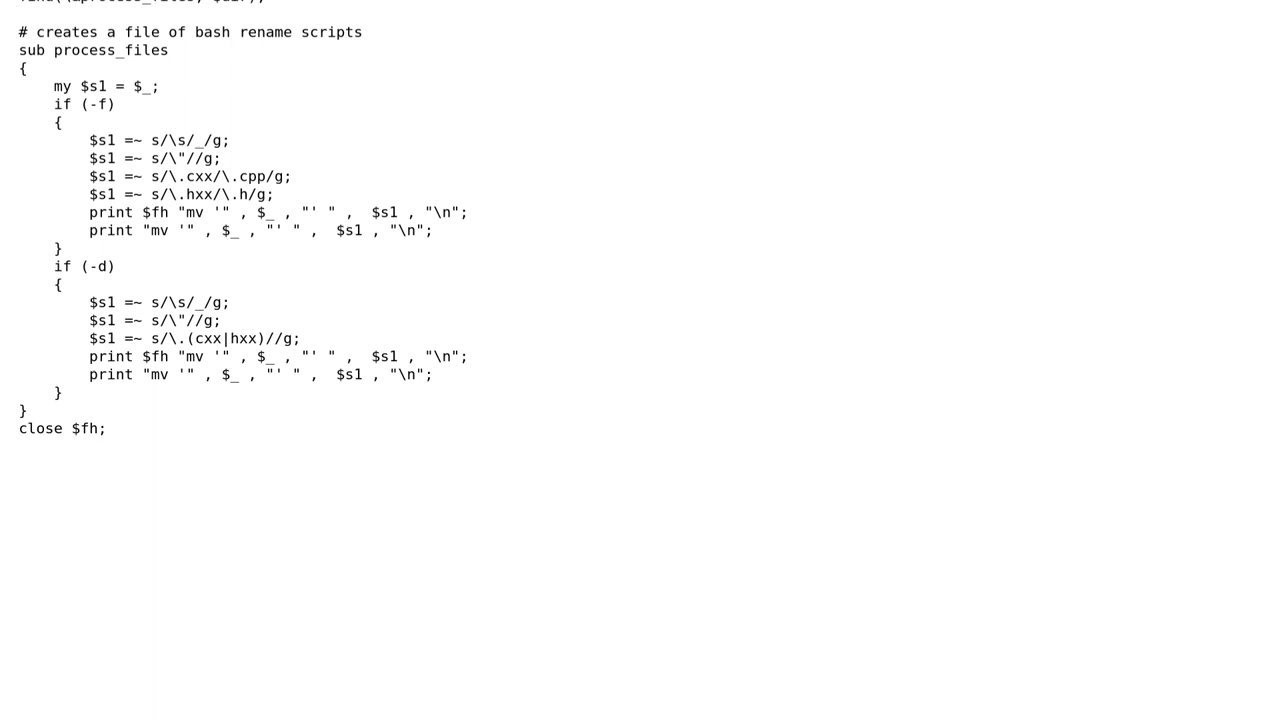 # creates a file of bash rename scripts
sub process_files
{
    my $s1 = $_;
    if (-f)
    {
        $s1 =~ s/\s/_/g;
        $s1 =~ s/\"//g;
        $s1 =~ s/\.cxx/\.cpp/g;
        $s1 =~ s/\.hxx/\.h/g;
        print $fh "mv '" , $_ , "' " ,  $s1 , "\n";
        print "mv '" , $_ , "' " ,  $s1 , "\n";
    }
    if (-d)
    {
        $s1 =~ s/\s/_/g;
        $s1 =~ s/\"//g;
        $s1 =~ s/\.(cxx|hxx)//g;
        print $fh "mv '" , $_ , "' " ,  $s1 , "\n";
        print "mv '" , $_ , "' " ,  $s1 , "\n";
    }
}
close $fh;